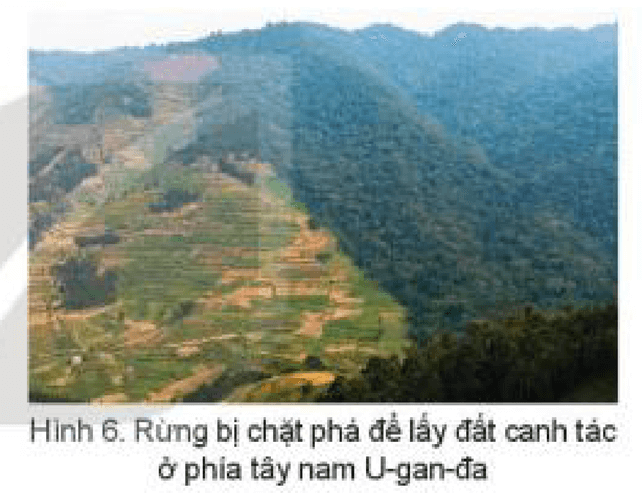 Hình 6. Rừng bị chặt phá để lấy đất canh tác
ở phía tây nam U-gan-đa